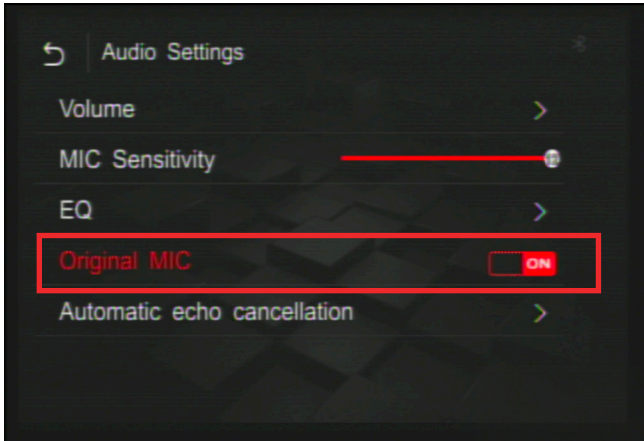 Audio Settings
Volume
MIC Sensitivity
EQ
Original MIC ON
Automatic echo cancellation